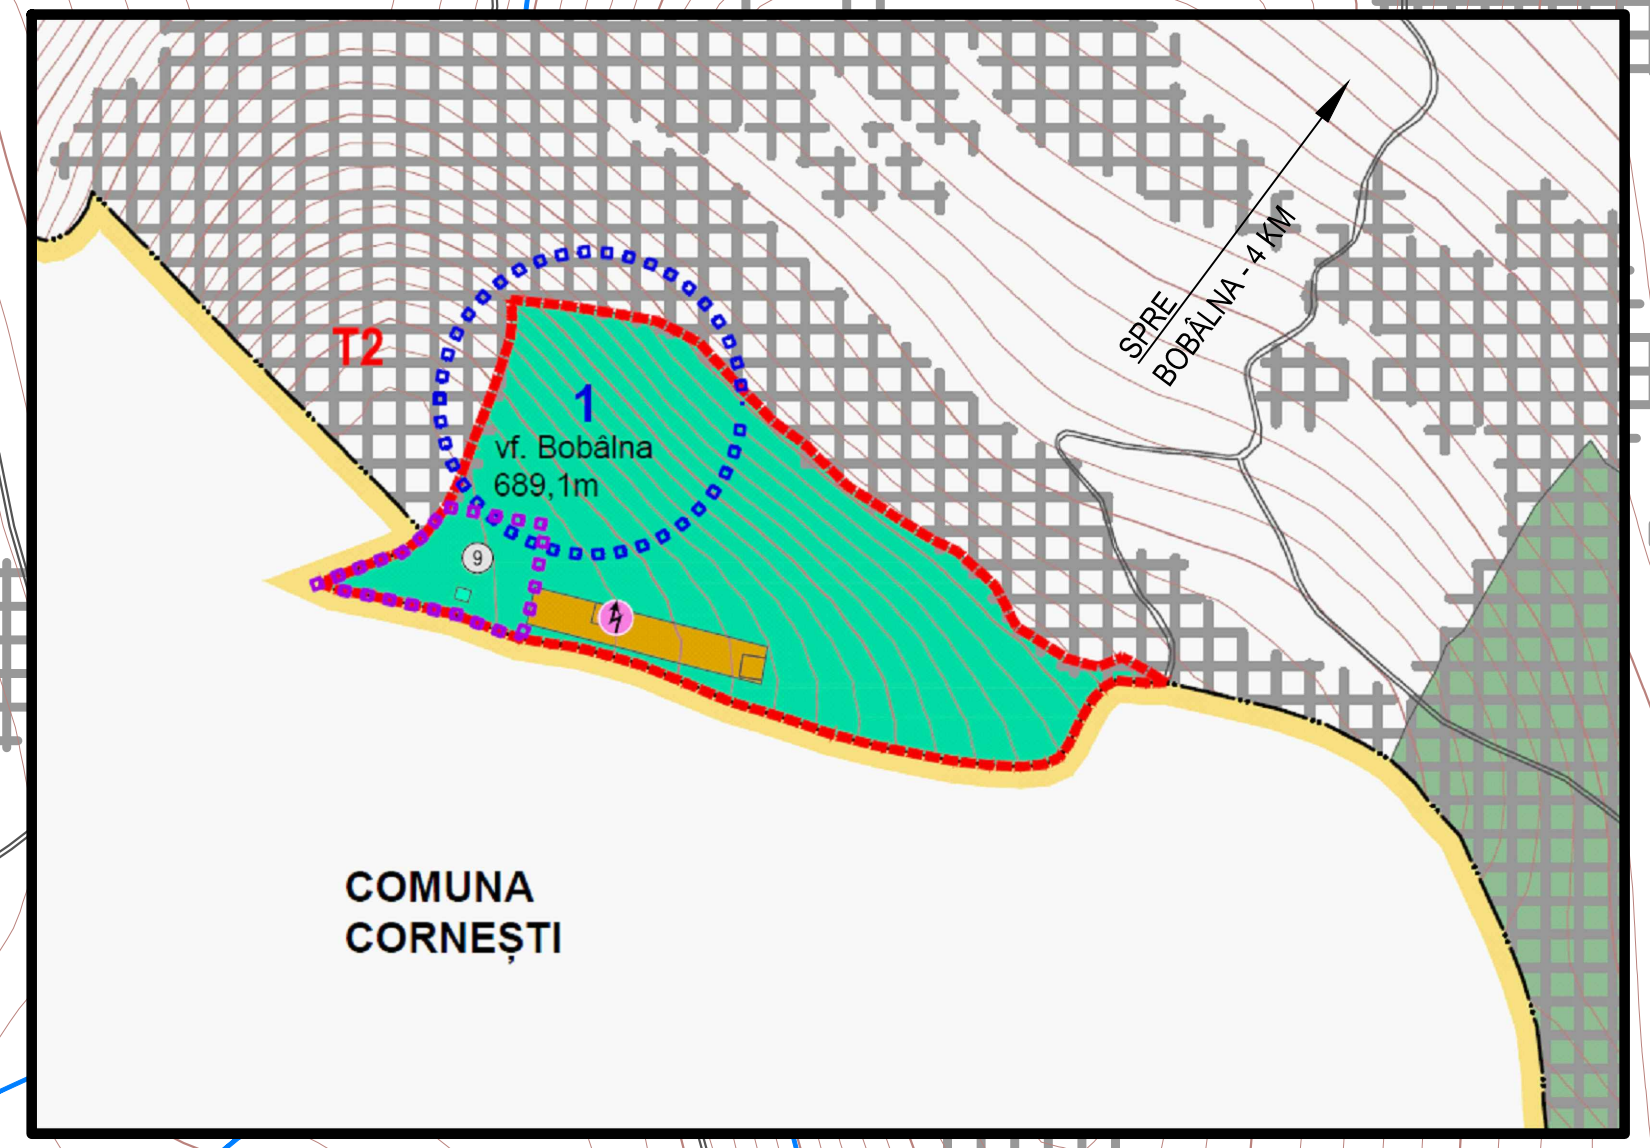 SPRE
BOBÂLNA - 4 KM
T2
1
vf. Bobâlna
689,1m
9
COMUNA
CORNEȘTI